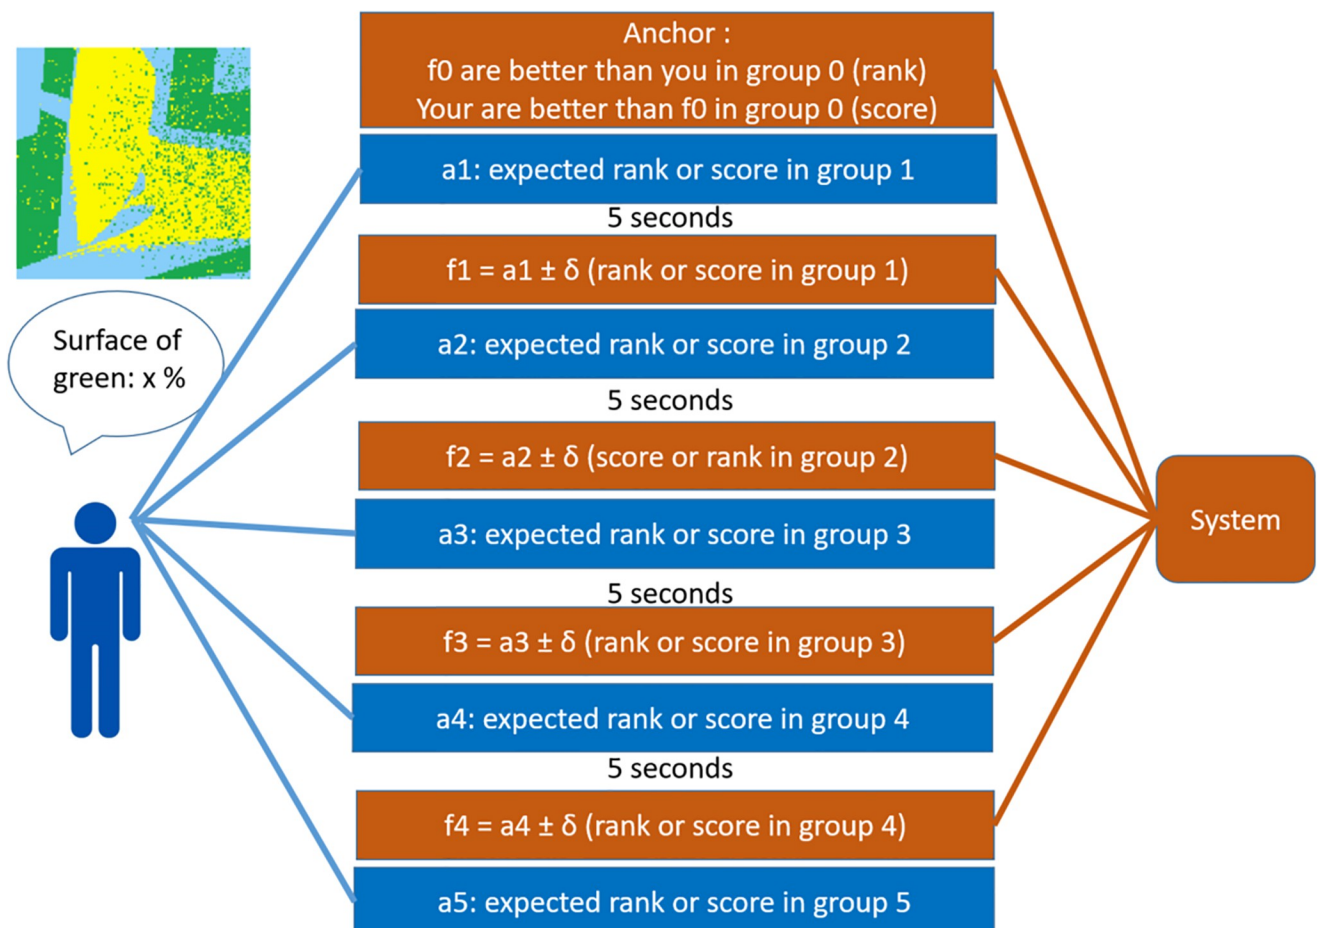 Anchor :
f0 are better than you in group 0 (rank)
Your are better than f0 in group 0 (score)
a1: expected rank or score in group 1
5 seconds
f1 = a1 ± δ (rank or score in group 1)
Surface of
green: x %
a2: expected rank or score in group 2
5 seconds
f2 = a2 ± δ (score or rank in group 2)
a3: expected rank or score in group 3
System
5 seconds
f3 = a3 ± δ (rank or score in group 3)
a4: expected rank or score in group 4
5 seconds
f4 = a4 ± δ (rank or score in group 4)
a5: expected rank or score in group 5